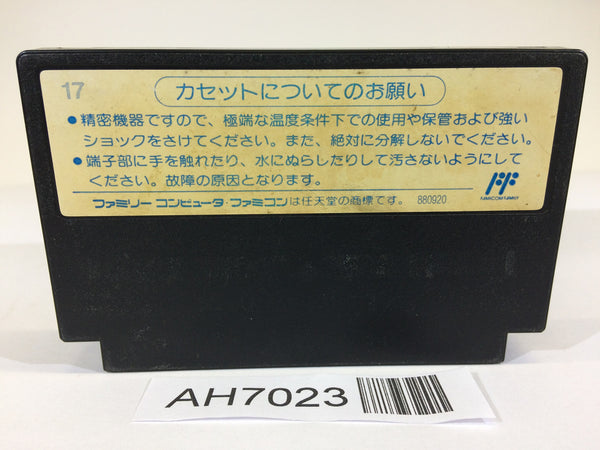 17
カセットについてのお願い
●精密機器ですので、極端な温度条件下での使用や保管および強い
ショックをさけてください。また、絶対に分解しないでください。
●端子部に手を触れたり、水にぬらしたりして汚さないようにして
ください。故障の原因となります。
ファミリーコンピュータ・ファミコンは任天堂の商標です。 880920
FAMICOM FAMILY
AH7023